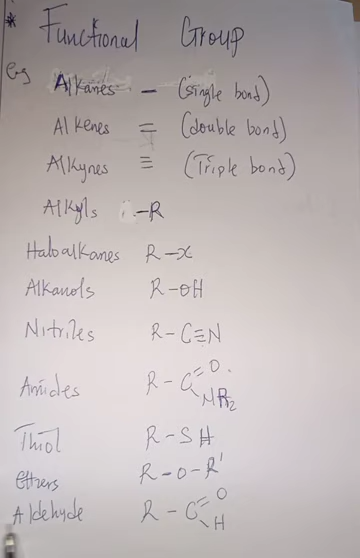 * Functional Group
eg Alkanes - (single bond)
Alkenes = (double bond)
Alkynes ≡ (Triple bond)
Alkyls -R
Haloalkanes R-x
Alkanols R-OH
Nitriles R-C≡N
Amides R-C=O NR2
Thiol R-SH
Ethers R-O-R'
Aldehyde R-C=O H